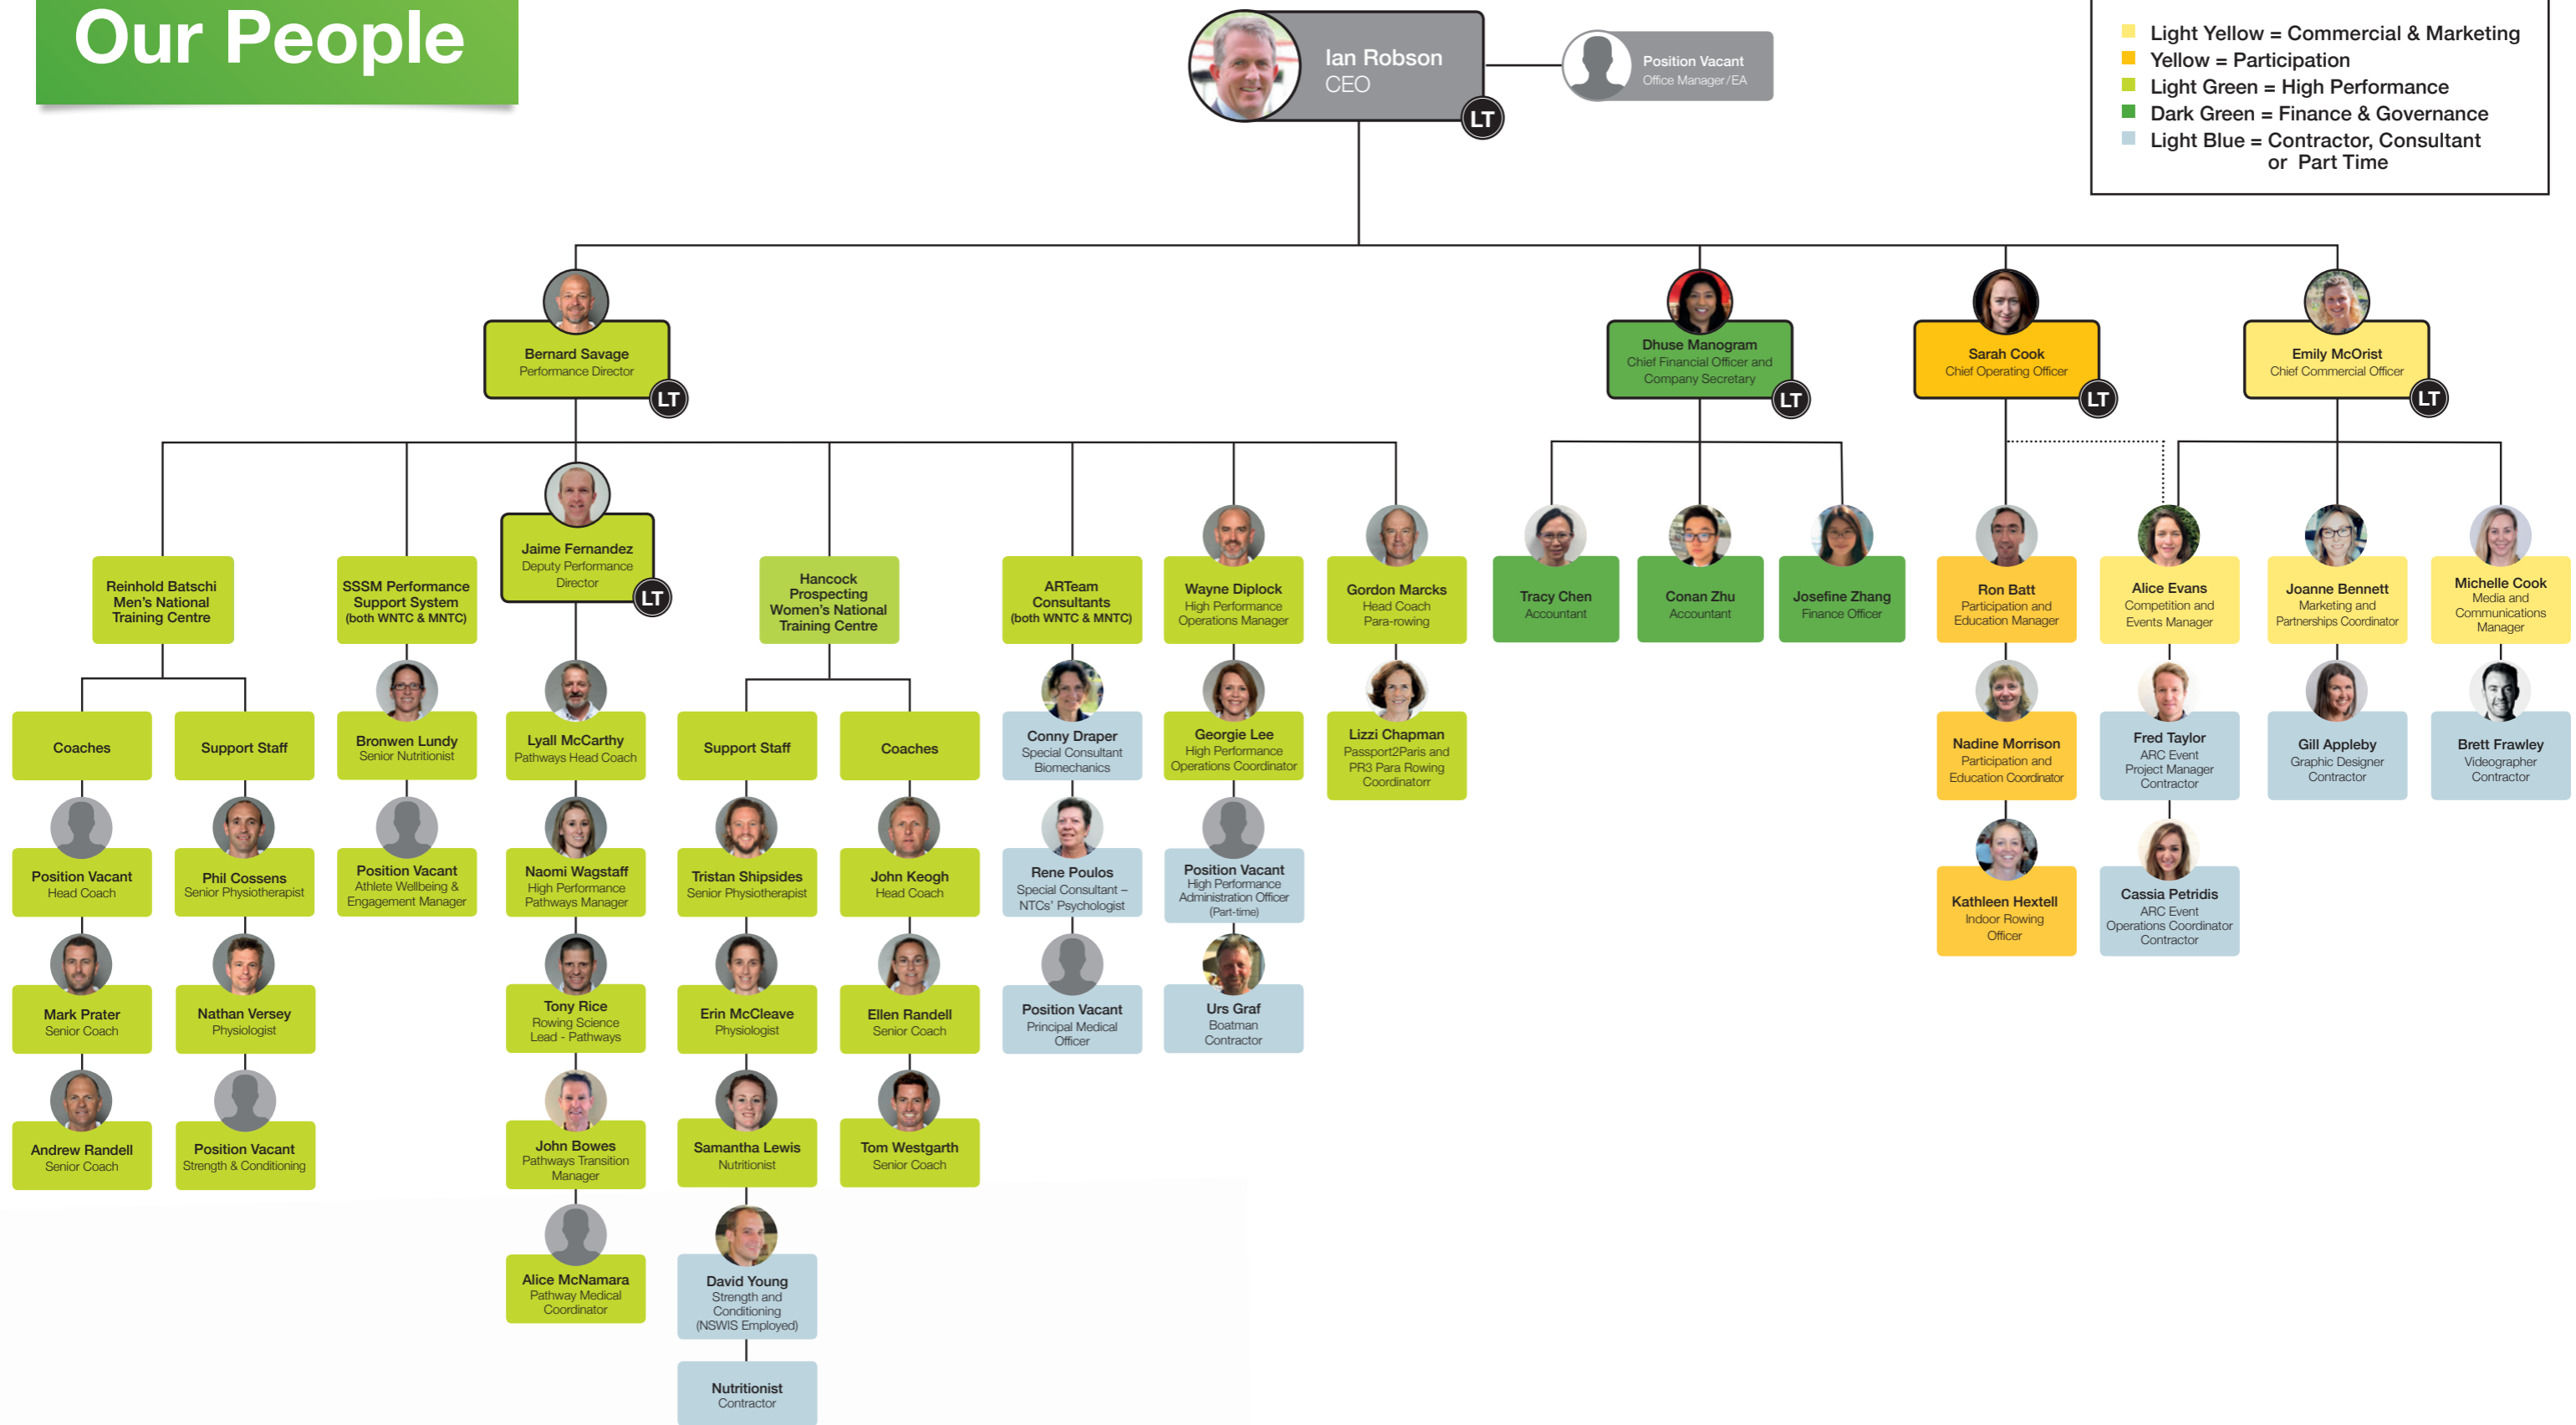 Our People
Ian Robson
CEO
LT
Position Vacant
Office Manager/EA
Light Yellow = Commercial & Marketing
Yellow = Participation
Light Green = High Performance
Dark Green = Finance & Governance
Light Blue = Contractor, Consultant
or Part Time
Bernard Savage
Performance Director
LT
Dhuse Manogram
Chief Financial Officer and
Company Secretary
LT
Sarah Cook
Chief Operating Officer
LT
Emily McOrist
Chief Commercial Officer
LT
Reinhold Batschi
Men's National
Training Centre
SSSM Performance
Support System
(both WNTC & MNTC)
Jaime Fernandez
Deputy Performance
Director
LT
Hancock
Prospecting
Women's National
Training Centre
ARTeam
Consultants
(both WNTC & MNTC)
Wayne Diplock
High Performance
Operations Manager
Gordon Marcks
Head Coach
Para-rowing
Tracy Chen
Accountant
Conan Zhu
Accountant
Josefine Zhang
Finance Officer
Ron Batt
Participation and
Education Manager
Alice Evans
Competition and
Events Manager
Joanne Bennett
Marketing and
Partnerships Coordinator
Michelle Cook
Media and
Communications
Manager
Coaches
Support Staff
Bronwen Lundy
Senior Nutritionist
Lyall McCarthy
Pathways Head Coach
Support Staff
Coaches
Conny Draper
Special Consultant
Biomechanics
Georgie Lee
High Performance
Operations Coordinator
Lizzi Chapman
Passport2Paris and
PR3 Para Rowing
Coordinatorr
Nadine Morrison
Participation and
Education Coordinator
Fred Taylor
ARC Event
Project Manager
Contractor
Gill Appleby
Graphic Designer
Contractor
Brett Frawley
Videographer
Contractor
Position Vacant
Head Coach
Phil Cossens
Senior Physiotherapist
Position Vacant
Athlete Wellbeing &
Engagement Manager
Naomi Wagstaff
High Performance
Pathways Manager
Tristan Shipsides
Senior Physiotherapist
John Keogh
Head Coach
Rene Poulos
Special Consultant –
NTCs' Psychologist
Position Vacant
High Performance
Administration Officer
(Part-time)
Kathleen Hextell
Indoor Rowing
Officer
Cassia Petridis
ARC Event
Operations Coordinator
Contractor
Mark Prater
Senior Coach
Nathan Versey
Physiologist
Tony Rice
Rowing Science
Lead - Pathways
Erin McCleave
Physiologist
Ellen Randell
Senior Coach
Position Vacant
Principal Medical
Officer
Urs Graf
Boatman
Contractor
Andrew Randell
Senior Coach
Position Vacant
Strength & Conditioning
John Bowes
Pathways Transition
Manager
Samantha Lewis
Nutritionist
Tom Westgarth
Senior Coach
Alice McNamara
Pathway Medical
Coordinator
David Young
Strength and
Conditioning
(NSWIS Employed)
Nutritionist
Contractor